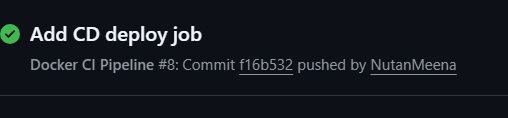 Add CD deploy job
Docker CI Pipeline #8: Commit f16b532 pushed by NutanMeena